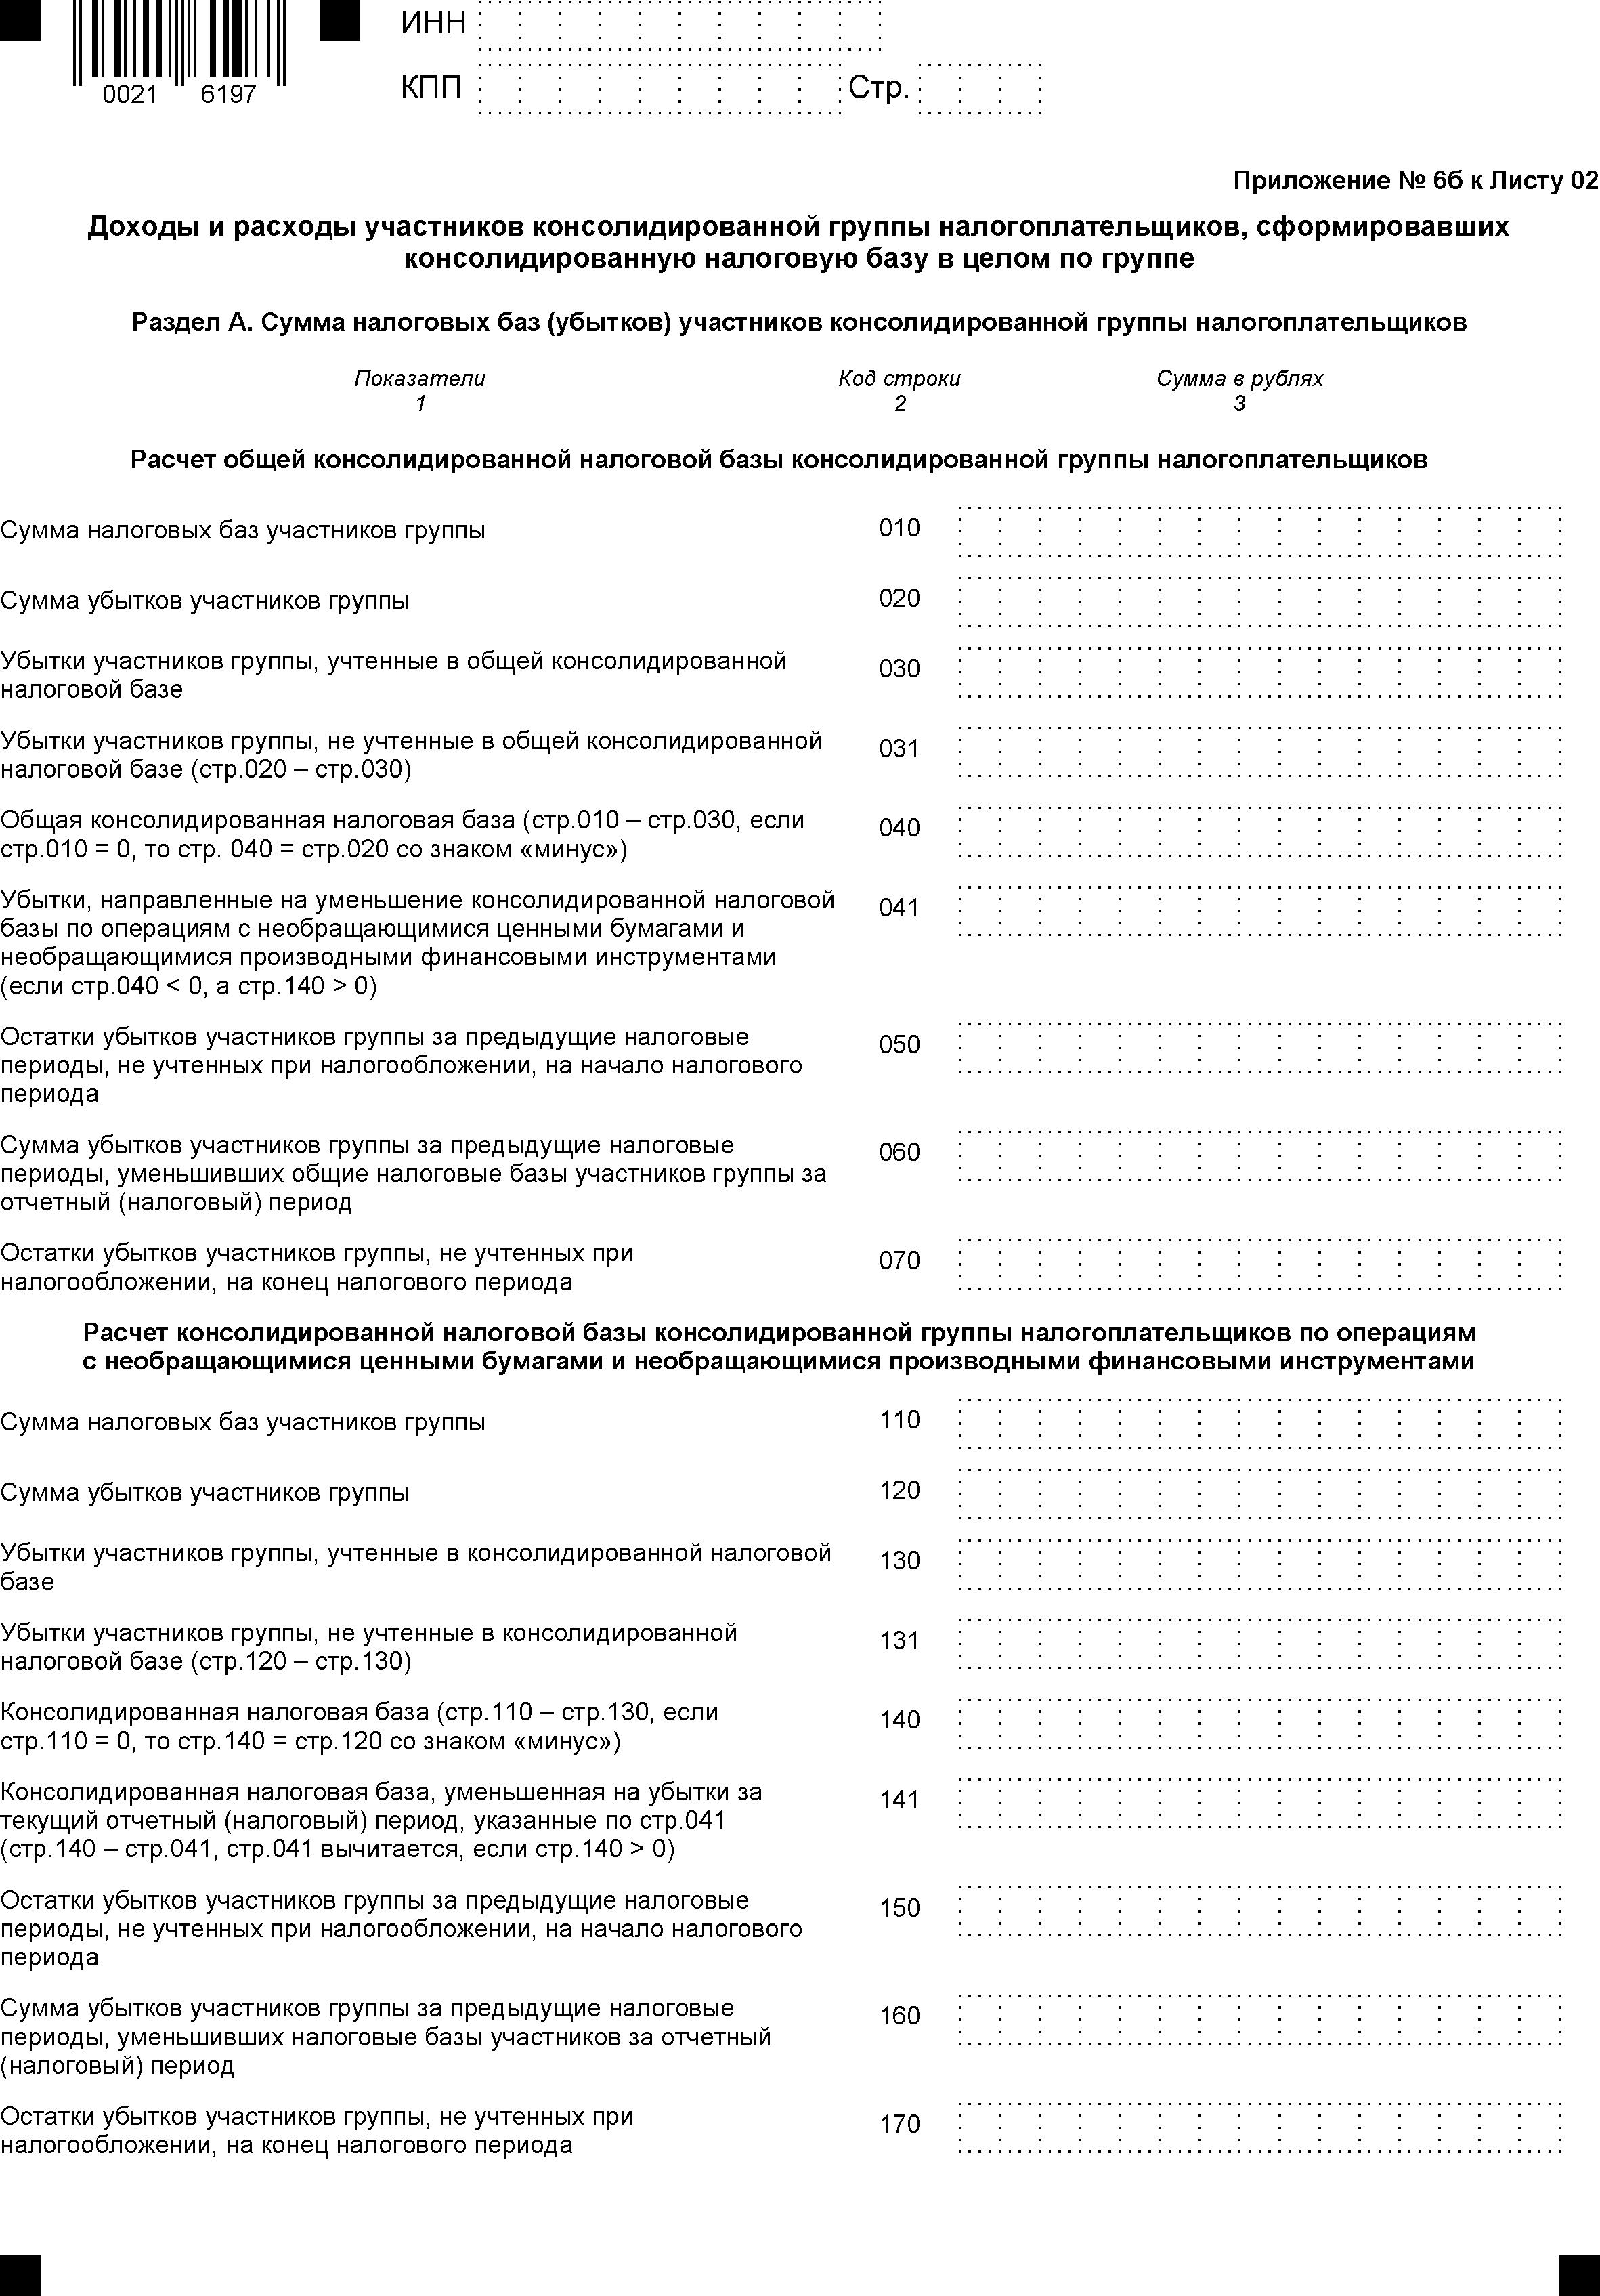 ИНН
КПП Стр.
0021 6197
Приложение № 6б к Листу 02
Доходы и расходы участников консолидированной группы налогоплательщиков, сформировавших
консолидированную налоговую базу в целом по группе
Раздел А. Сумма налоговых баз (убытков) участников консолидированной группы налогоплательщиков
Показатели Код строки Сумма в рублях
1 2 3
Расчет общей консолидированной налоговой базы консолидированной группы налогоплательщиков
Сумма налоговых баз участников группы 010
Сумма убытков участников группы 020
Убытки участников группы, учтенные в общей консолидированной 030
налоговой базе
Убытки участников группы, не учтенные в общей консолидированной 031
налоговой базе (стр.020 – стр.030)
Общая консолидированная налоговая база (стр.010 – стр.030, если 040
стр.010 = 0, то стр. 040 = стр.020 со знаком «минус»)
Убытки, направленные на уменьшение консолидированной налоговой 041
базы по операциям с необращающимися ценными бумагами и
необращающимися производными финансовыми инструментами
(если стр.040 < 0, а стр.140 > 0)
Остатки убытков участников группы за предыдущие налоговые 050
периоды, не учтенных при налогообложении, на начало налогового
периода
Сумма убытков участников группы за предыдущие налоговые 060
периоды, уменьшивших общие налоговые базы участников группы за
отчетный (налоговый) период
Остатки убытков участников группы, не учтенных при 070
налогообложении, на конец налогового периода
Расчет консолидированной налоговой базы консолидированной группы налогоплательщиков по операциям
с необращающимися ценными бумагами и необращающимися производными финансовыми инструментами
Сумма налоговых баз участников группы 110
Сумма убытков участников группы 120
Убытки участников группы, учтенные в консолидированной налоговой 130
базе
Убытки участников группы, не учтенные в консолидированной 131
налоговой базе (стр.120 – стр.130)
Консолидированная налоговая база (стр.110 – стр.130, если 140
стр.110 = 0, то стр.140 = стр.120 со знаком «минус»)
Консолидированная налоговая база, уменьшенная на убытки за 141
текущий отчетный (налоговый) период, указанные по стр.041
(стр.140 – стр.041, стр.041 вычитается, если стр.140 > 0)
Остатки убытков участников группы за предыдущие налоговые 150
периоды, не учтенных при налогообложении, на начало налогового
периода
Сумма убытков участников группы за предыдущие налоговые 160
периоды, уменьшивших налоговые базы участников за отчетный
(налоговый) период
Остатки убытков участников группы, не учтенных при 170
налогообложении, на конец налогового периода